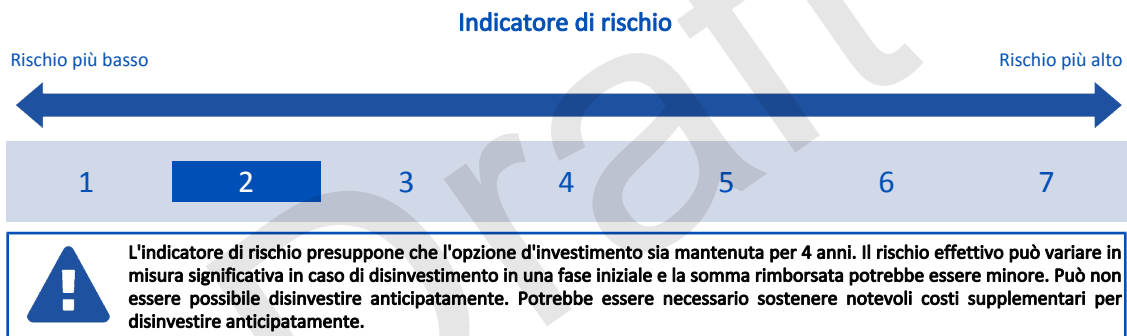 Indicatore di rischio
Rischio più basso
Rischio più alto
1 2 3 4 5 6 7
L'indicatore di rischio presuppone che l'opzione d'investimento sia mantenuta per 4 anni. Il rischio effettivo può variare in
misura significativa in caso di disinvestimento in una fase iniziale e la somma rimborsata potrebbe essere minore. Può non
essere possibile disinvestire anticipatamente. Potrebbe essere necessario sostenere notevoli costi supplementari per
disinvestire anticipatamente.
Draft